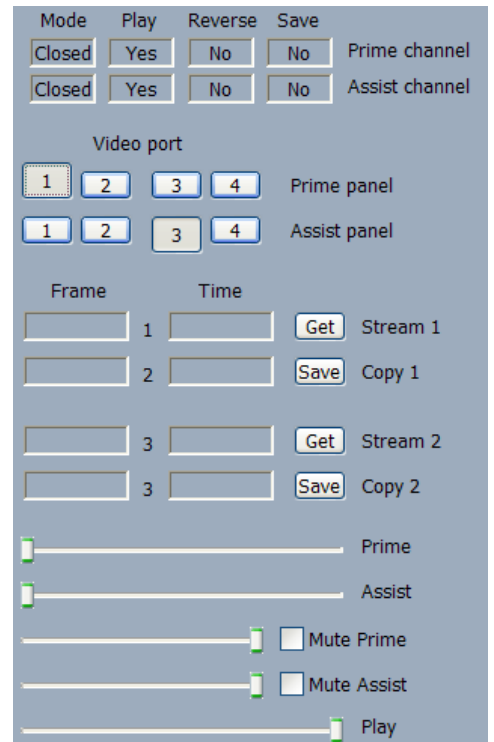 Mode Play Reverse Save
Closed Yes No No Prime channel
Closed Yes No No Assist channel
Video port
1 2 3 4 Prime panel
1 2 3 4 Assist panel
Frame Time
1 Get Stream 1
2 Save Copy 1
3 Get Stream 2
3 Save Copy 2
Prime
Assist
Mute Prime
Mute Assist
Play